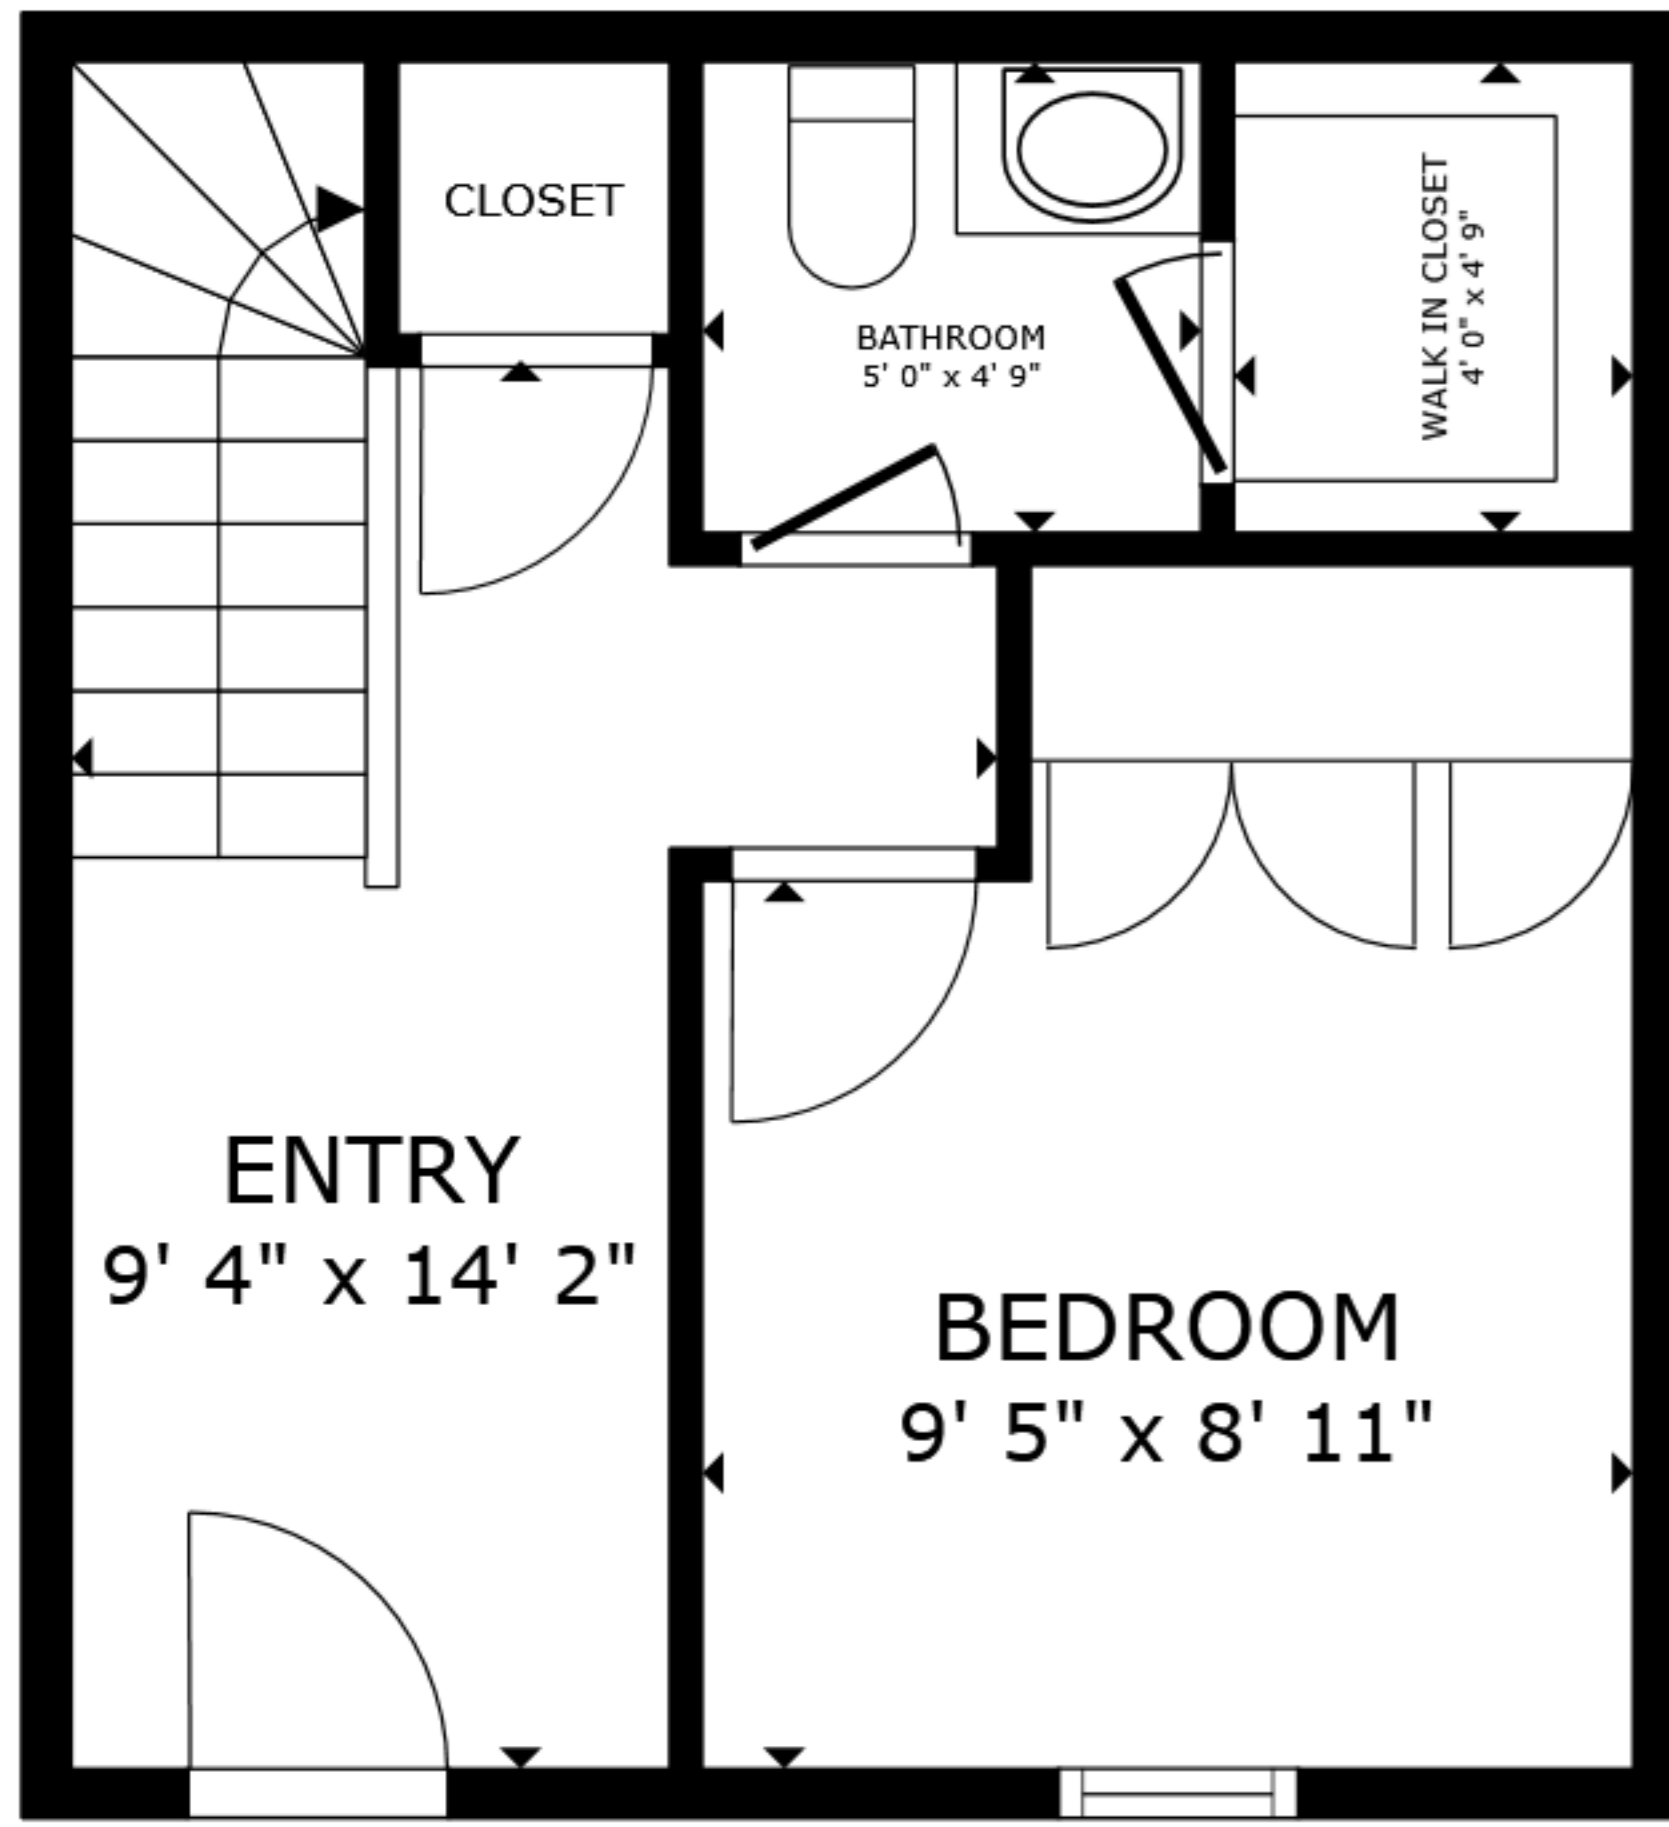 CLOSET
BATHROOM
5' 0" x 4' 9"
WALK IN CLOSET
4' 0" x 4' 9"
ENTRY
9' 4" x 14' 2"
BEDROOM
9' 5" x 8' 11"